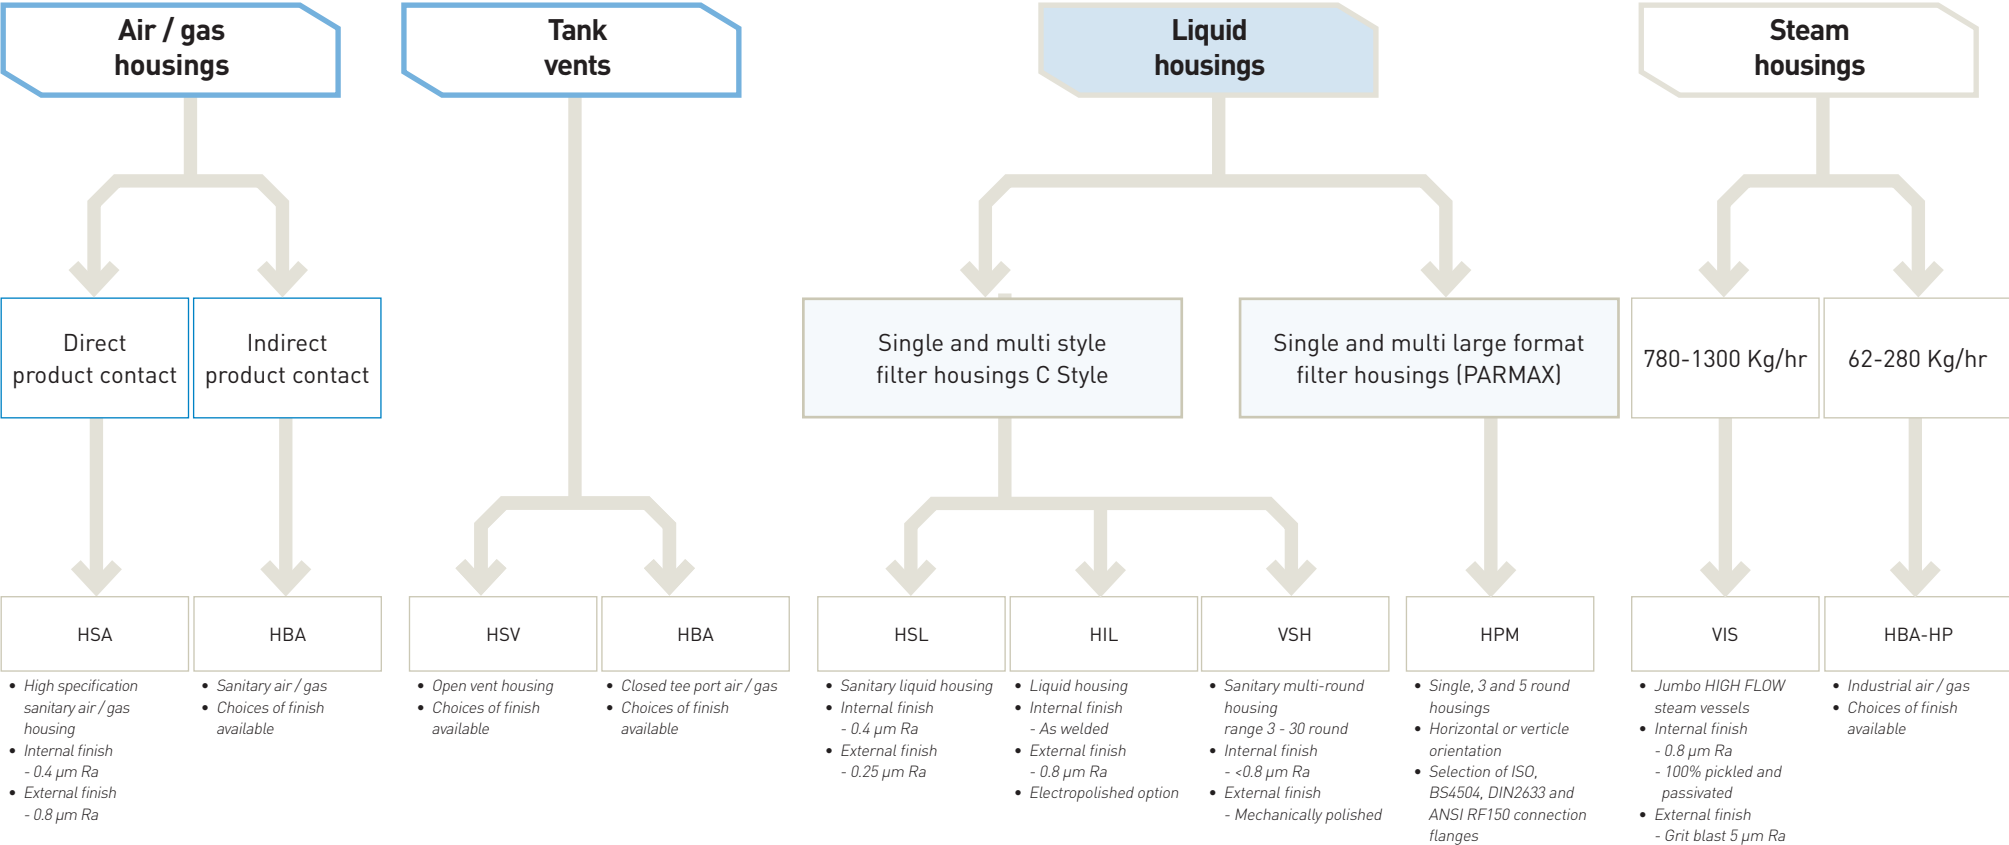 Air / gas
housings
Tank
vents
Liquid
housings
Steam
housings
Direct
product contact
Indirect
product contact
Single and multi style
filter housings C Style
Single and multi large format
filter housings (PARMAX)
780-1300 Kg/hr
62-280 Kg/hr
HSA
• High specification
sanitary air / gas
housing
• Internal finish
- 0.4 µm Ra
• External finish
- 0.8 µm Ra
HBA
• Sanitary air / gas
• Choices of finish
available
HSV
• Open vent housing
• Choices of finish
available
HBA
• Closed tee port air / gas
• Choices of finish
available
HSL
• Sanitary liquid housing
• Internal finish
- 0.4 µm Ra
• External finish
- 0.25 µm Ra
HIL
• Liquid housing
• Internal finish
- As welded
• External finish
- 0.8 µm Ra
• Electropolished option
VSH
• Sanitary multi-round
housing
range 3 - 30 round
• Internal finish
- <0.8 µm Ra
• External finish
- Mechanically polished
HPM
• Single, 3 and 5 round
housings
• Horizontal or verticle
orientation
• Selection of ISO,
BS4504, DIN2633 and
ANSI RF150 connection
flanges
VIS
• Jumbo HIGH FLOW
steam vessels
• Internal finish
- 0.8 µm Ra
- 100% pickled and
passivated
• External finish
- Grit blast 5 µm Ra
HBA-HP
• Industrial air / gas
• Choices of finish
available